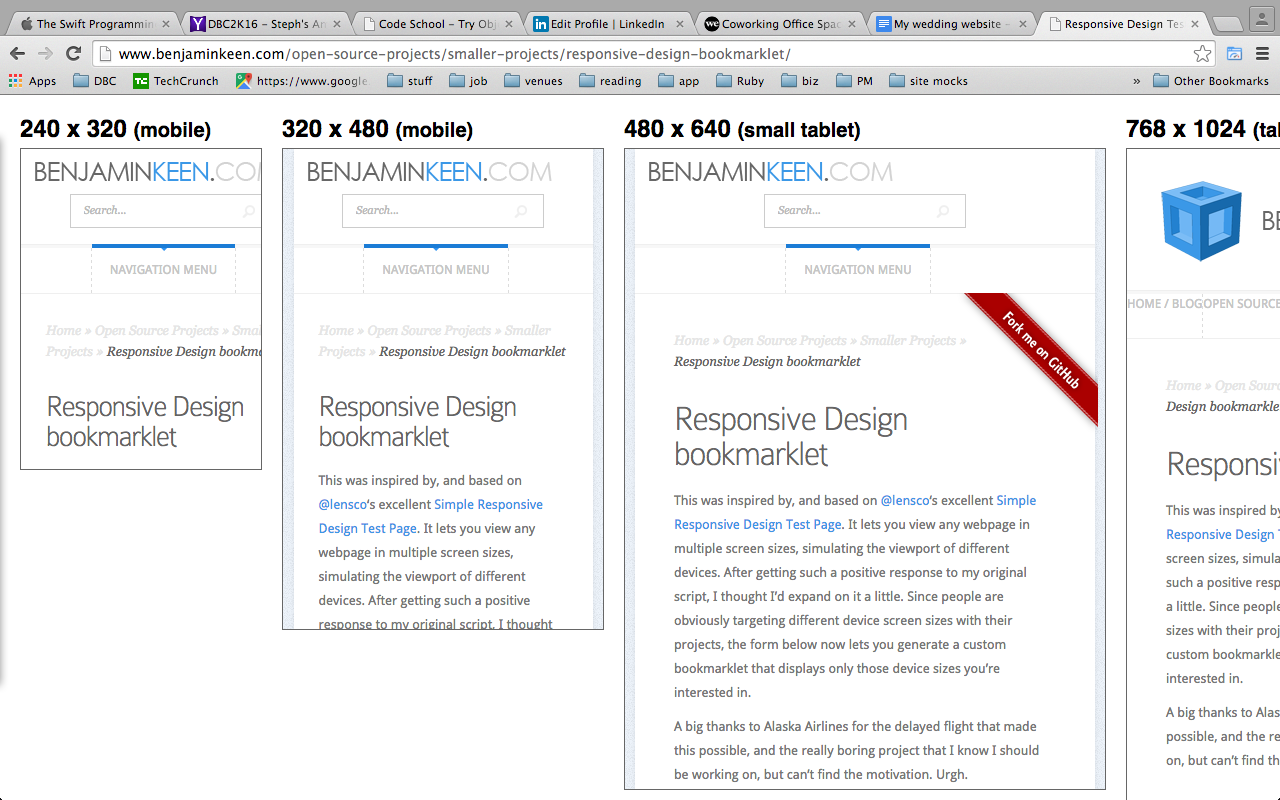 The Swift Programmin
DBC2K16 – Steph's An
Code School – Try Obj
Edit Profile | LinkedIn
we
Coworking Office Spac
My wedding website –
Responsive Design Tes
www.benjaminkeen.com/open-source-projects/smaller-projects/responsive-design-bookmarklet/
Apps
DBC
TC
TechCrunch
https://www.google
stuff
job
venues
reading
app
Ruby
biz
PM
site mocks
»
Other Bookmarks
240 x 320 (mobile)
BENJAMINKEEN.COM
Search...
NAVIGATION MENU
Home » Open Source Projects » Smal
Projects » Responsive Design bookm
Responsive Design
bookmarklet
320 x 480 (mobile)
BENJAMINKEEN.COM
Search...
NAVIGATION MENU
Home » Open Source Projects » Smaller
Projects » Responsive Design bookmarklet
Responsive Design
bookmarklet
This was inspired by, and based on
@lensco's excellent Simple Responsive
Design Test Page. It lets you view any
webpage in multiple screen sizes,
simulating the viewport of different
devices. After getting such a positive
response to my original script, I thought
480 x 640 (small tablet)
BENJAMINKEEN.COM
Search...
NAVIGATION MENU
Fork me on GitHub
Home » Open Source Projects » Smaller Projects »
Responsive Design bookmarklet
Responsive Design
bookmarklet
This was inspired by, and based on @lensco's excellent Simple
Responsive Design Test Page. It lets you view any webpage in
multiple screen sizes, simulating the viewport of different
devices. After getting such a positive response to my original
script, I thought I'd expand on it a little. Since people are
obviously targeting different device screen sizes with their
projects, the form below now lets you generate a custom
bookmarklet that displays only those device sizes you're
interested in.
A big thanks to Alaska Airlines for the delayed flight that made
this possible, and the really boring project that I know I should
be working on, but can't find the motivation. Urgh.
768 x 1024 (ta
BE
HOME / BLOGOPEN SOURCE
Home » Open Sourc
Design bookmarkle
Responsi
This was inspired by
Responsive Design T
screen sizes, simula
such a positive resp
a little. Since people
sizes with their proj
custom bookmarkle
interested in.
A big thanks to Alas
possible, and the re
on, but can't find th